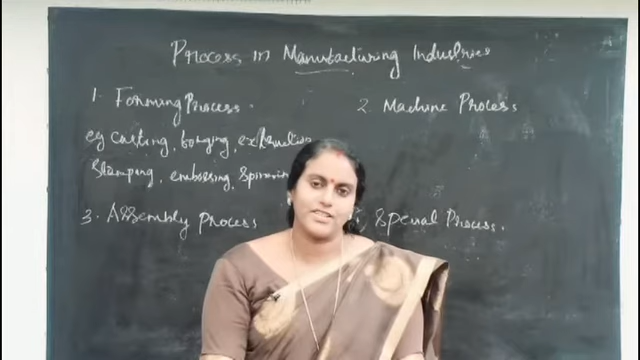 Process in Manufacturing Industries
1. Forming Process.
2. Machine Process
eg casting, forging, extrusion
Stamping, embossing, spinning
3. Assembly Process
Special Process.